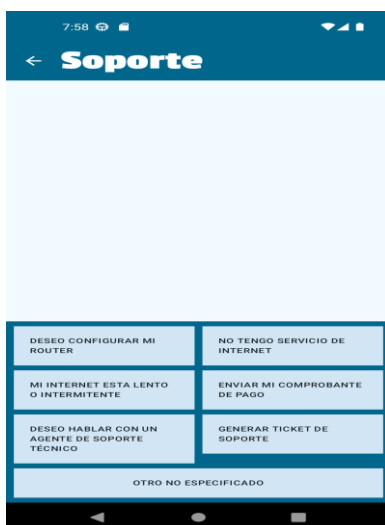 7:58
Soporte
DESEO CONFIGURAR MI
ROUTER
NO TENGO SERVICIO DE
INTERNET
MI INTERNET ESTA LENTO
O INTERMITENTE
ENVIAR MI COMPROBANTE
DE PAGO
DESEO HABLAR CON UN
AGENTE DE SOPORTE
TÉCNICO
GENERAR TICKET DE
SOPORTE
OTRO NO ESPECIFICADO